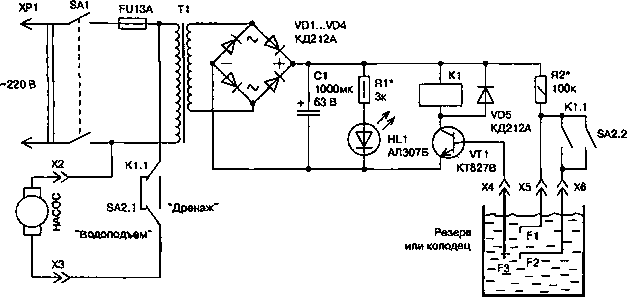 XP1
SA1
FU1 3A
T1
VD1...VD4
КД212А
~220 В
~
~
C1
1000мк
63 В
+
R1*
3к
HL1
АЛ307Б
K1
VD5
КД212А
VT1
КТ827В
R2*
100к
K1.1
SA2.2
X2
K1.1
SA2.1
"Дренаж"
"Водоподъем"
НАСОС
X3
X4
X5
X6
F1
F2
F3
или колодец